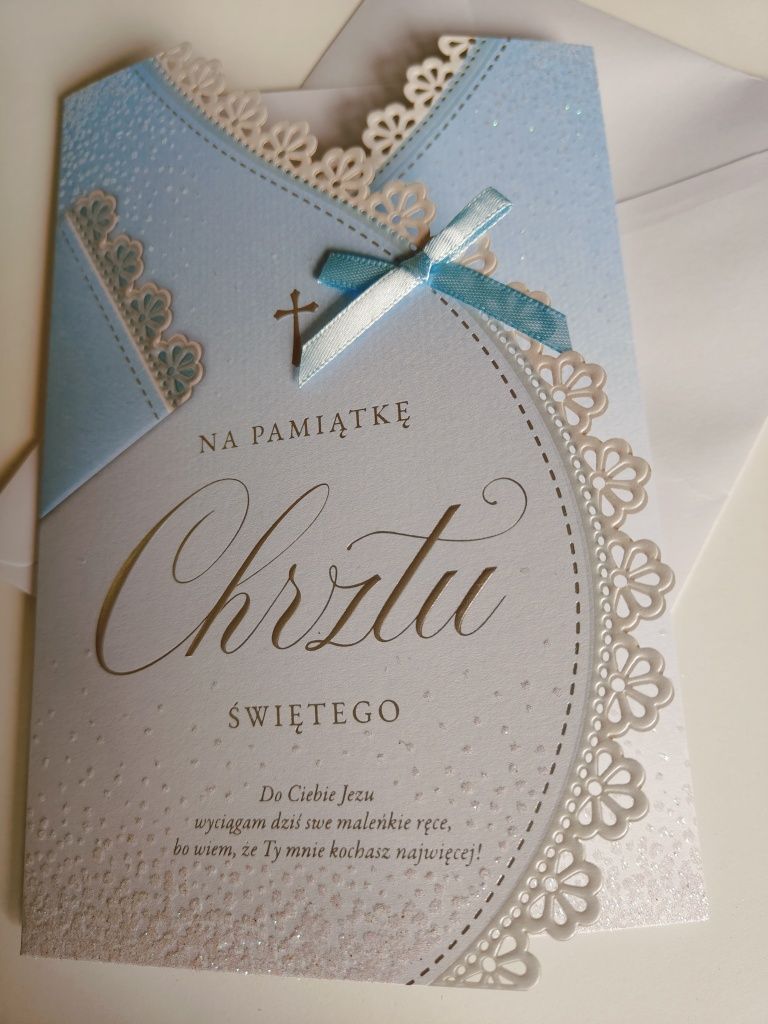 NA PAMIĄTKĘ
Chrztu
ŚWIĘTEGO
Do Ciebie Jezu
wyciągam dziś swe maleńkie ręce,
bo wiem, że Ty mnie kochasz najwięcej!